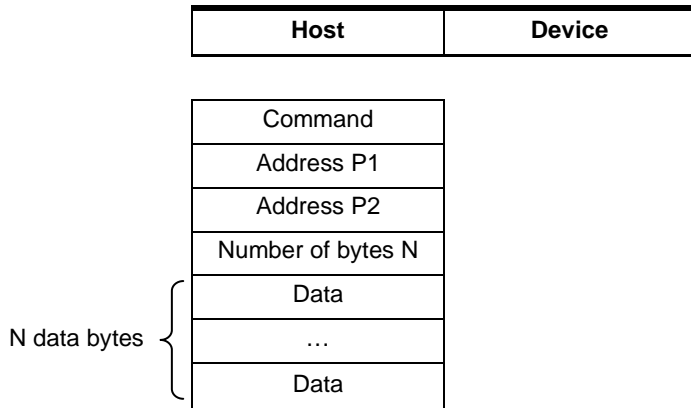 Host Device
Command
Address P1
Address P2
Number of bytes N
Data
N data bytes …
Data